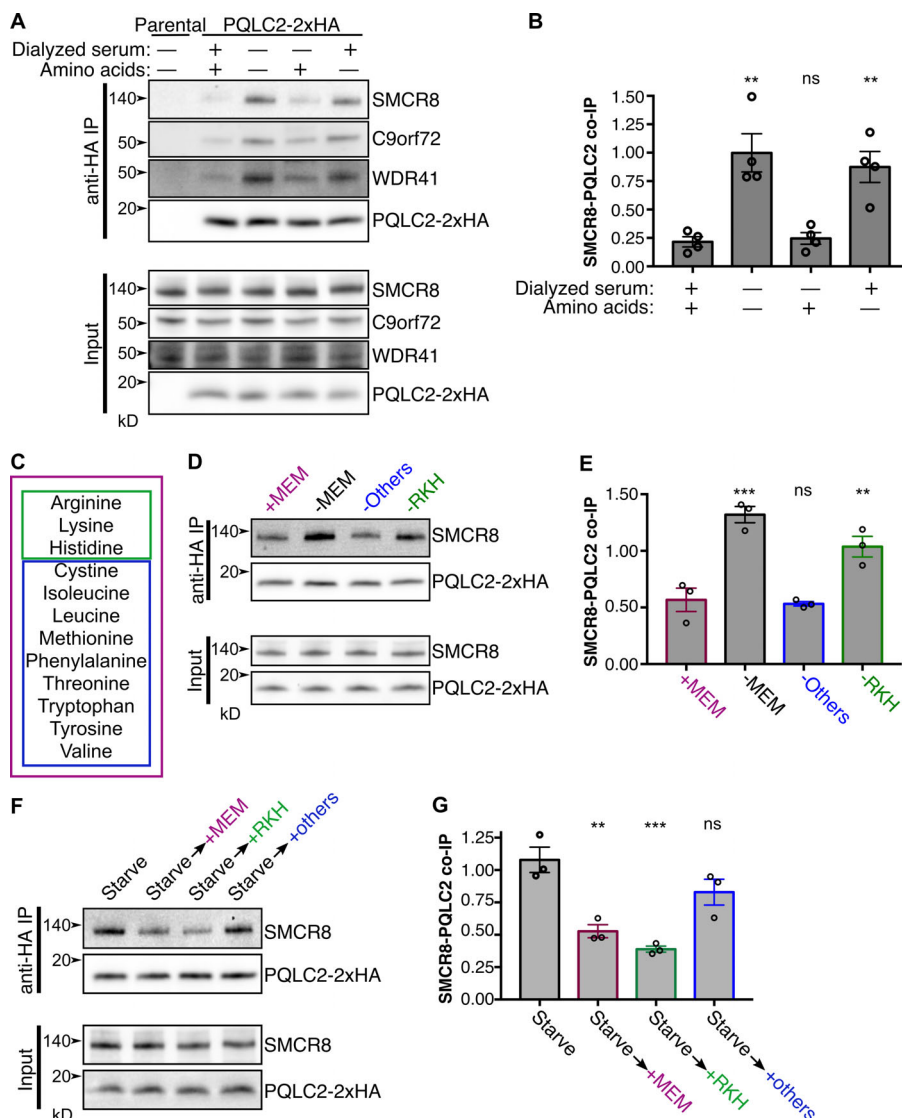 A
Parental PQLC2-2xHA
Dialyzed serum: — + — — +
Amino acids: — + — + —
anti-HA IP
140 SMCR8
50 C9orf72
50 WDR41
20 PQLC2-2xHA
Input
140 SMCR8
50 C9orf72
50 WDR41
20 PQLC2-2xHA
kD
B
** ns **
SMCR8-PQLC2 co-IP
1.50
1.25
1.00
0.75
0.50
0.25
0.00
Dialyzed serum: + — — +
Amino acids: + — + —
C
Arginine
Lysine
Histidine
Cystine
Isoleucine
Leucine
Methionine
Phenylalanine
Threonine
Tryptophan
Tyrosine
Valine
D
+MEM -MEM -Others -RKH
anti-HA IP
140 SMCR8
20 PQLC2-2xHA
Input
140 SMCR8
20 PQLC2-2xHA
kD
E
*** ns **
SMCR8-PQLC2 co-IP
1.50
1.00
0.50
0.00
+MEM -MEM -Others -RKH
F
Starve Starve→+MEM Starve→+RKH Starve→+others
anti-HA IP
140 SMCR8
20 PQLC2-2xHA
Input
140 SMCR8
20 PQLC2-2xHA
kD
G
** *** ns
SMCR8-PQLC2 co-IP
1.25
1.00
0.75
0.50
0.25
0.00
Starve Starve→+MEM Starve→+RKH Starve→+others